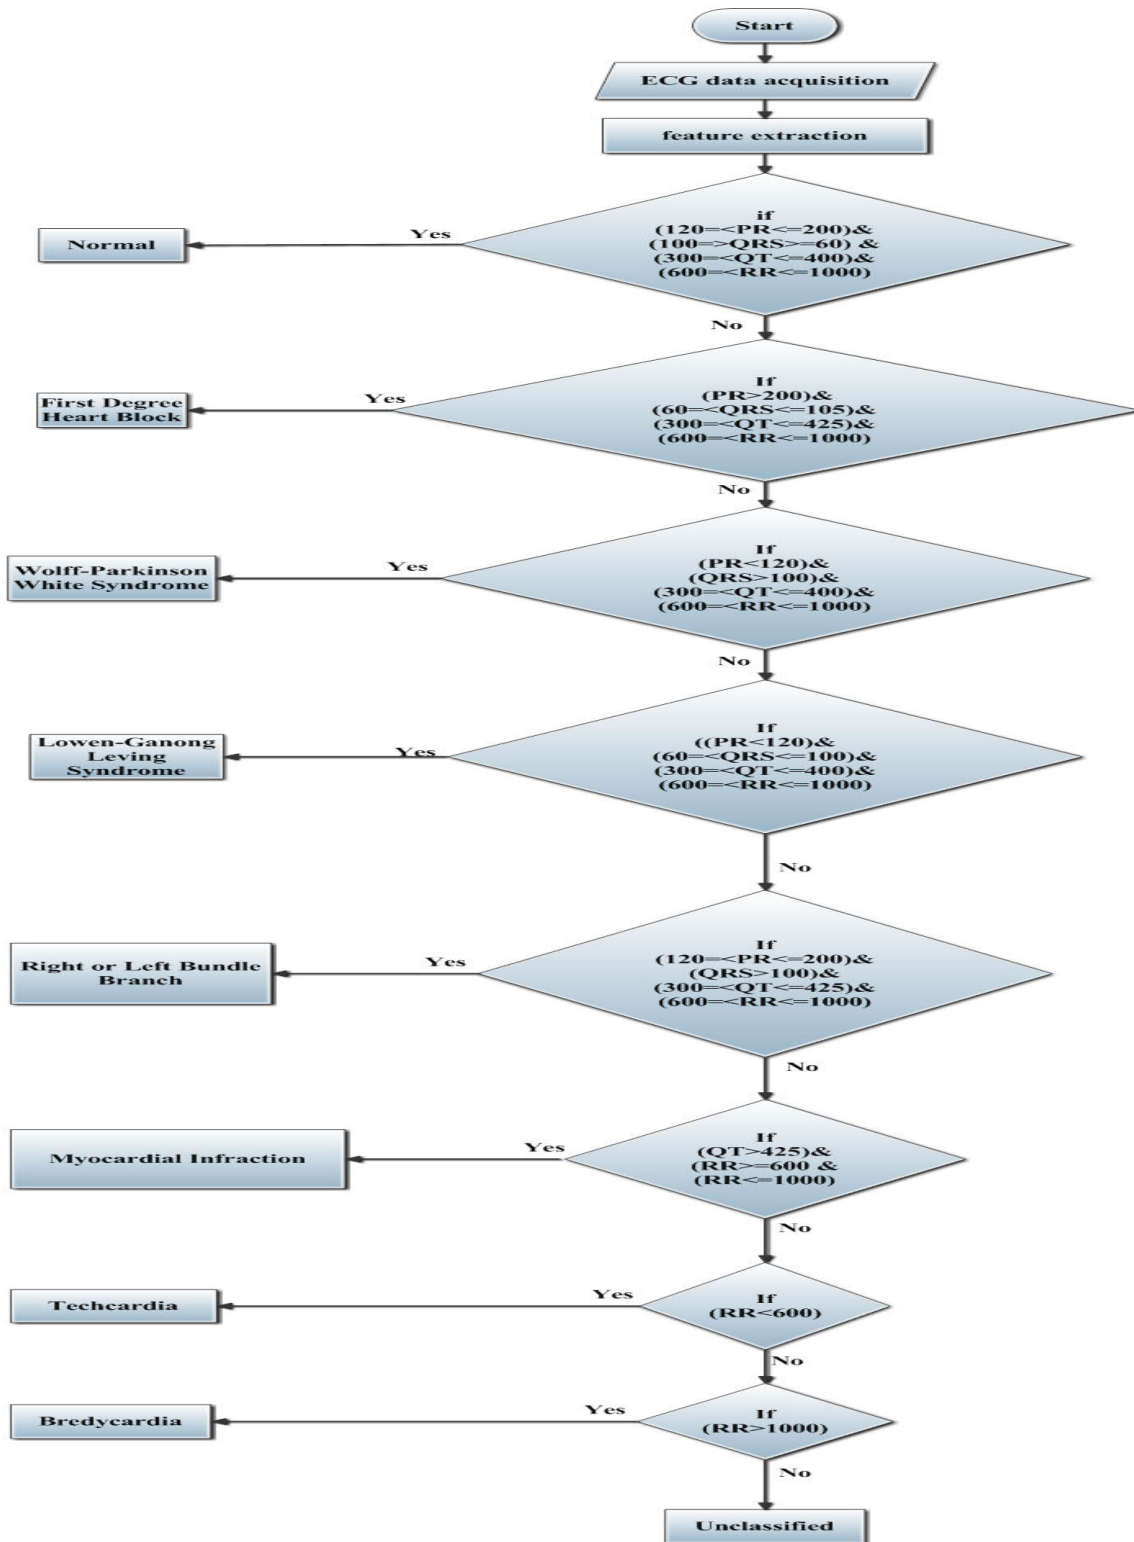 Start
ECG data acquisition
feature extraction
if
(120=<PR<=200)&
(100=>QRS>=60) &
(300=<QT<=400)&
(600=<RR<=1000)
Yes
Normal
No
If
(PR>200)&
(60=<QRS<=105)&
(300=<QT<=425)&
(600=<RR<=1000)
Yes
First Degree
Heart Block
No
If
(PR<120)&
(QRS>100)&
(300=<QT<=400)&
(600=<RR<=1000)
Yes
Wolff-Parkinson
White Syndrome
No
If
((PR<120)&
(60=<QRS<=100)&
(300=<QT<=400)&
(600=<RR<=1000)
Yes
Lowen-Ganong
Leving
Syndrome
No
If
(120=<PR<=200)&
(QRS>100)&
(300=<QT<=425)&
(600=<RR<=1000)
Yes
Right or Left Bundle
Branch
No
If
(QT>425)&
(RR>=600 &
(RR<=1000)
Yes
Myocardial Infraction
No
If
(RR<600)
Yes
Techcardia
No
If
(RR>1000)
Yes
Bredycardia
No
Unclassified